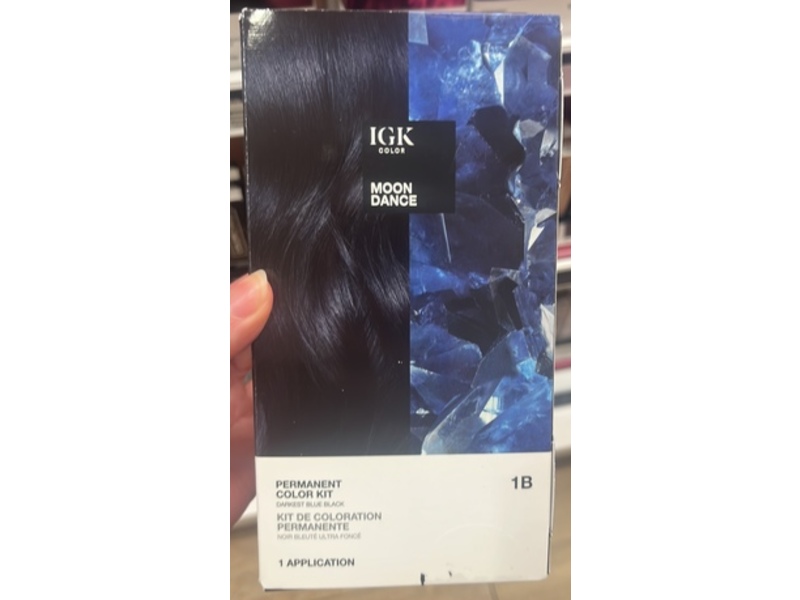 IGK
COLOR
MOON
DANCE
PERMANENT
COLOR KIT
DARKEST BLUE BLACK
KIT DE COLORATION
PERMANENTE
NOIR BLEUTÉ ULTRA FONCÉ
1 APPLICATION
1B